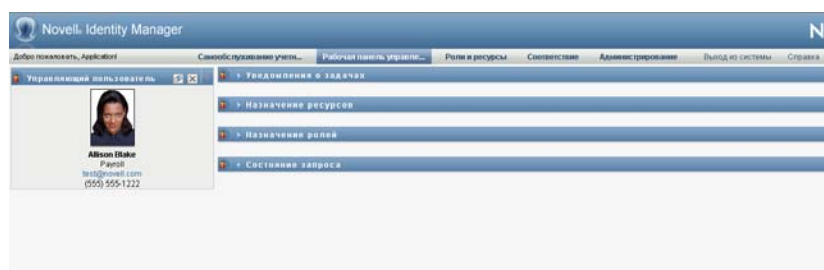 Novell® Identity Manager
N
Добро пожаловать, Application!
Самообслуживание учетн... Рабочая панель управле... Роли и ресурсы Соответствие Администрирование Выход из системы Справка
Управляющий пользователь
Уведомления о задачах
Назначение ресурсов
Назначение ролей
Состояние запроса
Allison Blake
Payroll
test@novell.com
(555) 555-1222